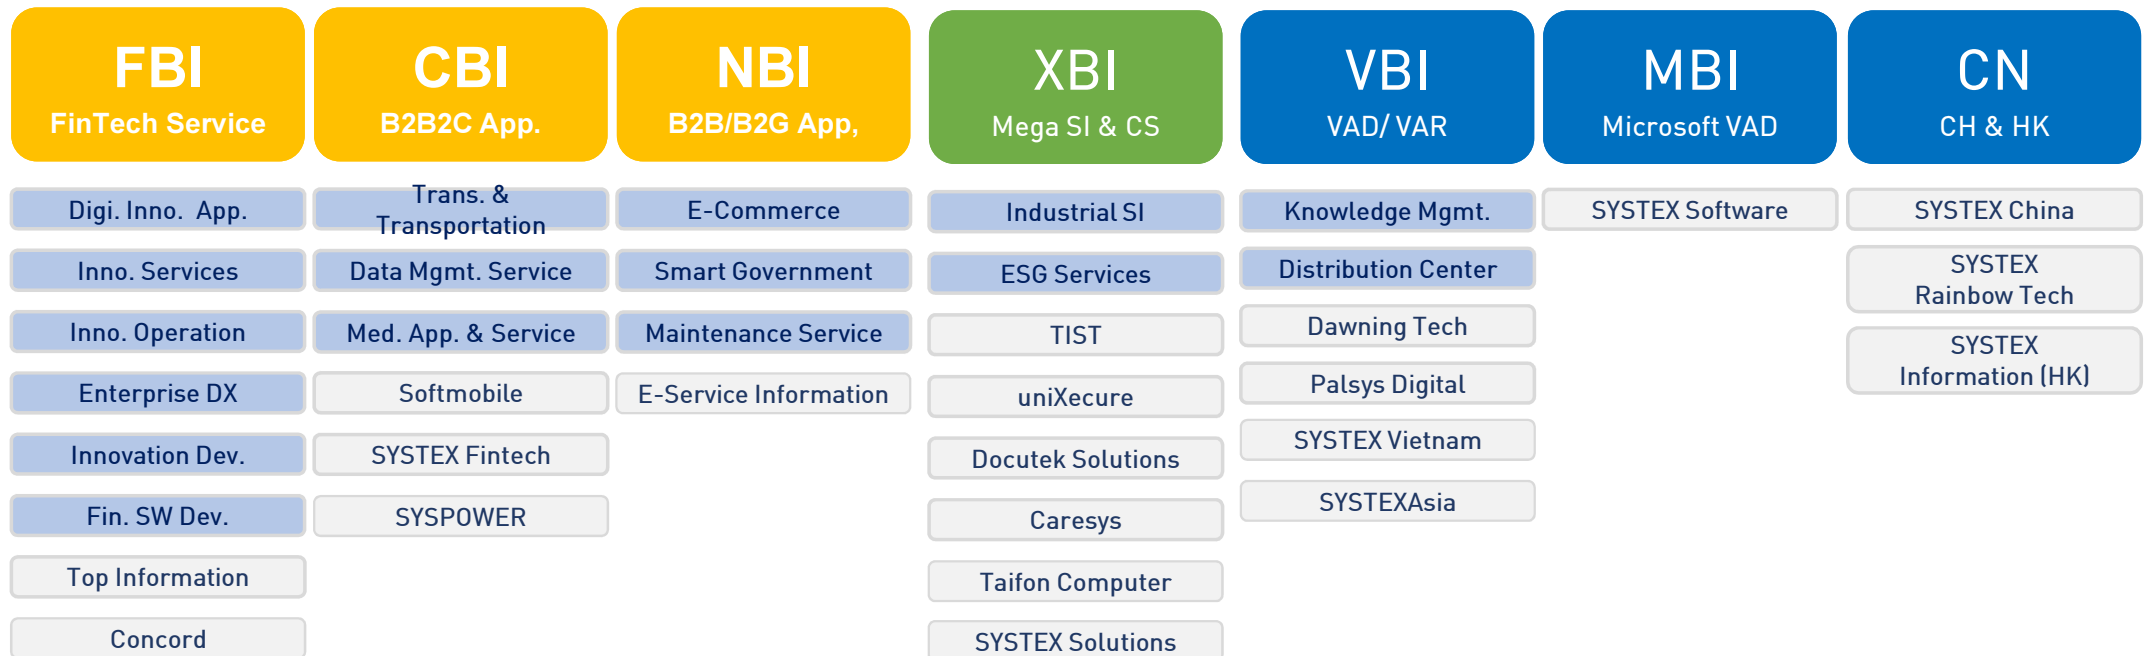 FBI
FinTech Service
CBI
B2B2C App.
NBI
B2B/B2G App,
XBI
Mega SI & CS
VBI
VAD/ VAR
MBI
Microsoft VAD
CN
CH & HK
Digi. Inno. App.
Inno. Services
Inno. Operation
Enterprise DX
Innovation Dev.
Fin. SW Dev.
Top Information
Concord
Trans. &
Transportation
Data Mgmt. Service
Med. App. & Service
Softmobile
SYSTEX Fintech
SYSPOWER
E-Commerce
Smart Government
Maintenance Service
E-Service Information
Industrial SI
ESG Services
TIST
uniXecure
Docutek Solutions
Caresys
Taifon Computer
SYSTEX Solutions
Knowledge Mgmt.
Distribution Center
Dawning Tech
Palsys Digital
SYSTEX Vietnam
SYSTEXAsia
SYSTEX Software
SYSTEX China
SYSTEX
Rainbow Tech
SYSTEX
Information (HK)